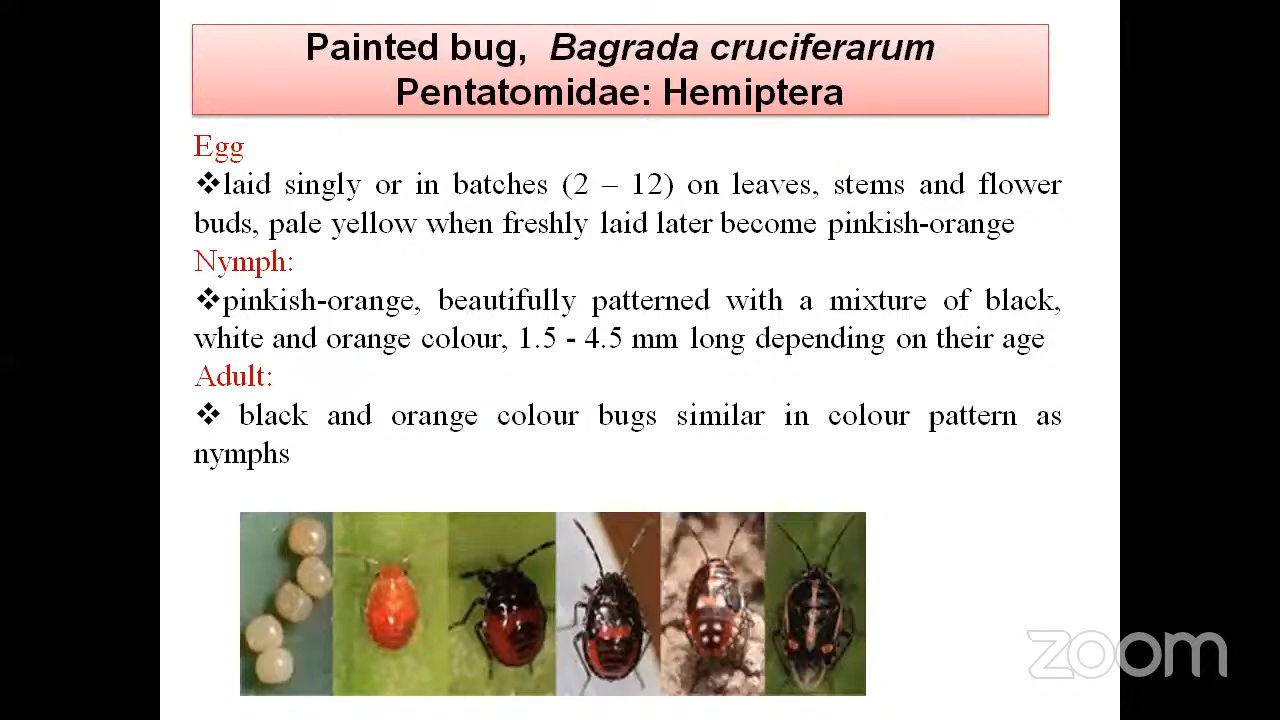 Painted bug, Bagrada cruciferarum
Pentatomidae: Hemiptera
Egg
❖laid singly or in batches (2 – 12) on leaves, stems and flower
buds, pale yellow when freshly laid later become pinkish-orange
Nymph:
❖pinkish-orange, beautifully patterned with a mixture of black,
white and orange colour, 1.5 - 4.5 mm long depending on their age
Adult:
❖ black and orange colour bugs similar in colour pattern as
nymphs
zoom